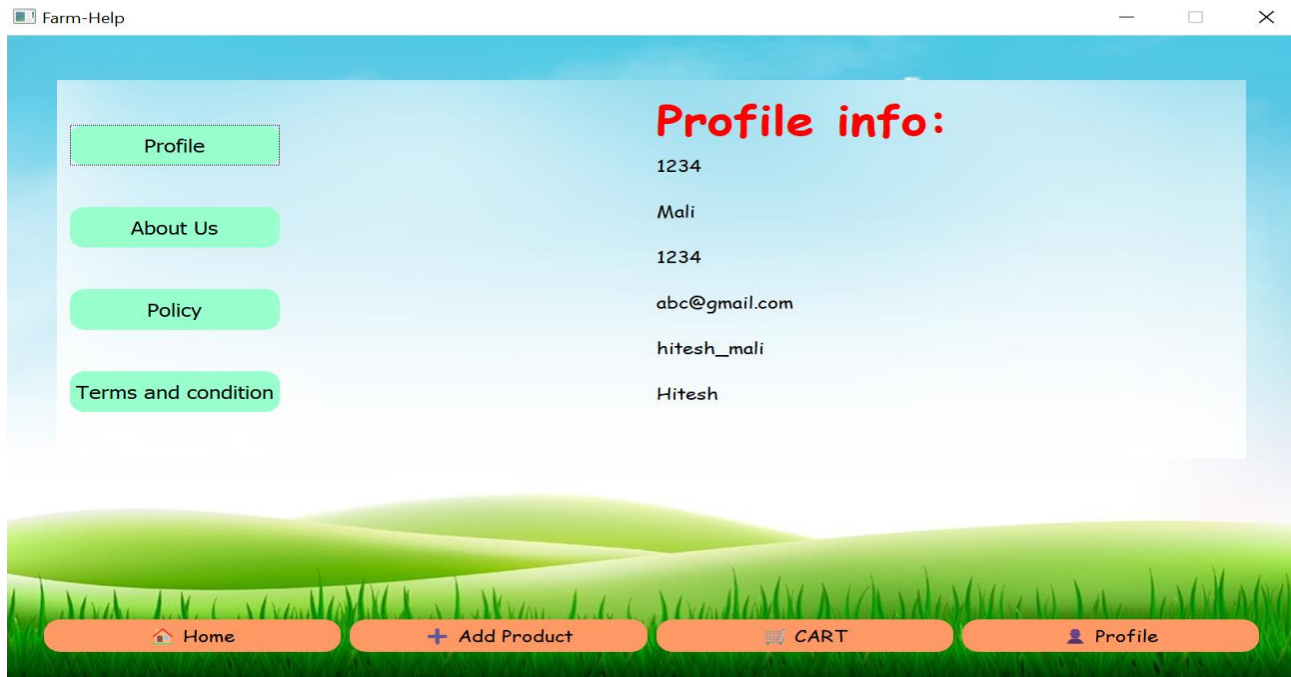 Farm-Help
Profile
About Us
Policy
Terms and condition
Profile info:
1234
Mali
1234
abc@gmail.com
hitesh_mali
Hitesh
Home
Add Product
CART
Profile